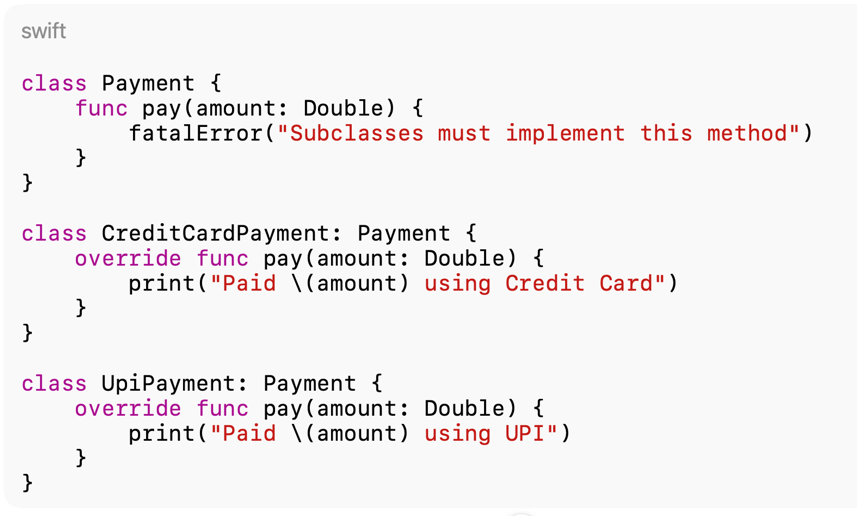 swift
class Payment {
    func pay(amount: Double) {
        fatalError("Subclasses must implement this method")
    }
}
class CreditCardPayment: Payment {
    override func pay(amount: Double) {
        print("Paid \(amount) using Credit Card")
    }
}
class UpiPayment: Payment {
    override func pay(amount: Double) {
        print("Paid \(amount) using UPI")
    }
}